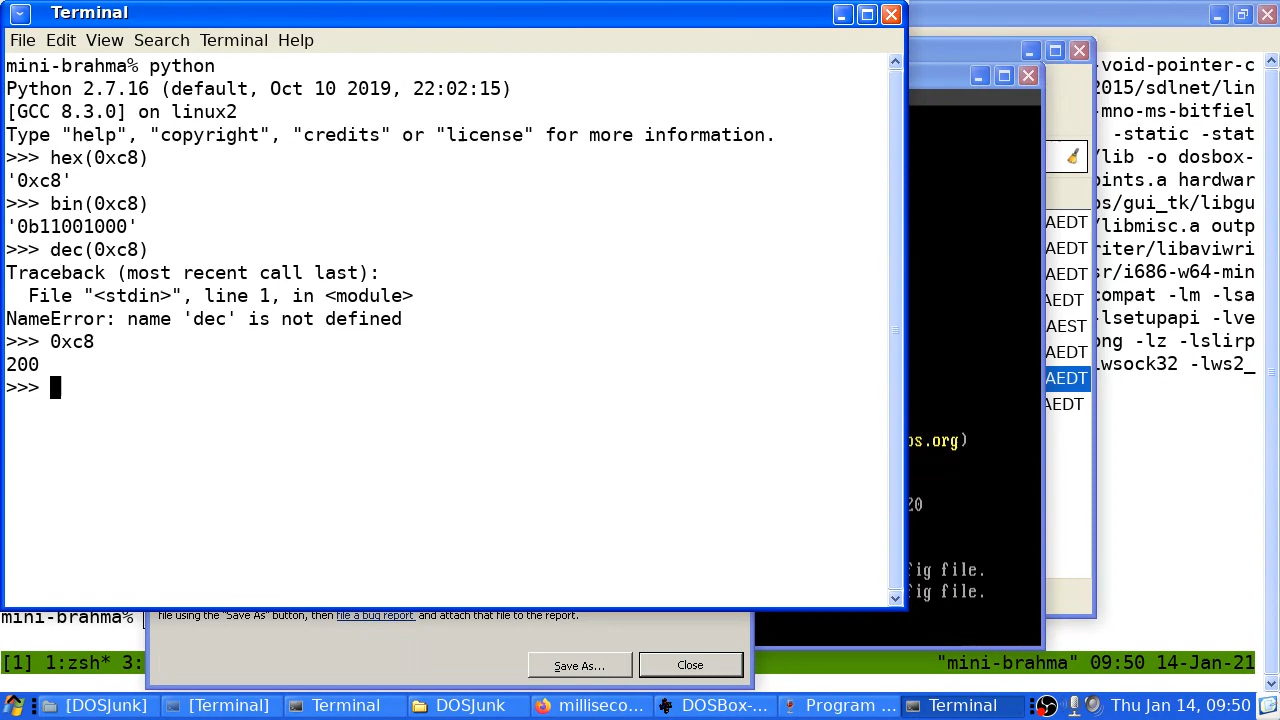 Terminal
File Edit View Search Terminal Help
mini-brahma% python
Python 2.7.16 (default, Oct 10 2019, 22:02:15)
[GCC 8.3.0] on linux2
Type "help", "copyright", "credits" or "license" for more information.
>>> hex(0xc8)
'0xc8'
>>> bin(0xc8)
'0b11001000'
>>> dec(0xc8)
Traceback (most recent call last):
  File "<stdin>", line 1, in <module>
NameError: name 'dec' is not defined
>>> 0xc8
200
>>>
os.org)
20
fig file.
fig file.
AEDT
AEDT
AEDT
AEDT
AEST
AEDT
AEDT
AEDT
-void-pointer-c
2015/sdlnet/lin
-mno-ms-bitfiel
-static -stat
/lib -o dosbox-
oints.a hardwar
os/gui_tk/libgu
/libmisc.a outp
riter/libaviwri
sr/i686-w64-min
compat -lm -lsa
-lsetupapi -lve
ong -lz -lslirp
lwsock32 -lws2_
mini-brahma%
file using the "Save As" button, then file a bug report and attach that file to the report.
Save As... Close
[1] 1:zsh* 3: "mini-brahma" 09:50 14-Jan-21
[DOSJunk] [Terminal] Terminal DOSJunk milliseco... DOSBox-... Program ... Terminal Thu Jan 14, 09:50